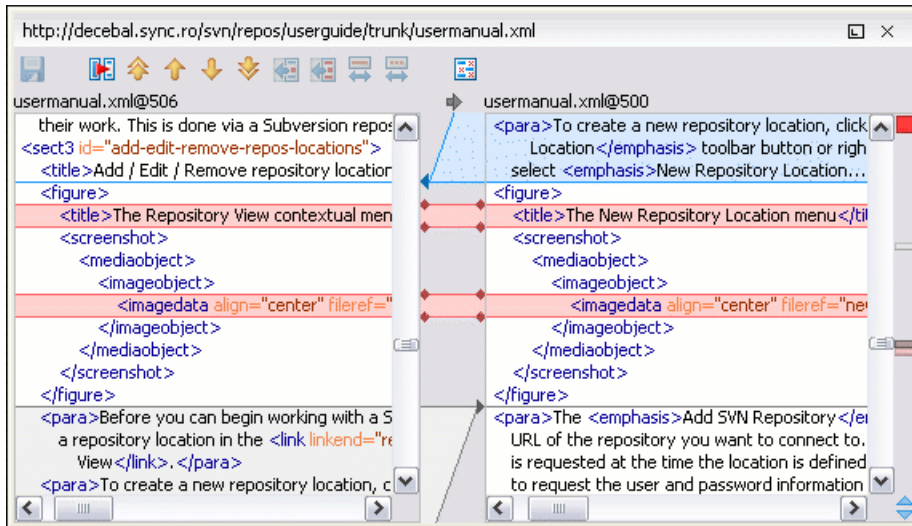 http://decebal.sync.ro/svn/repos/userguide/trunk/usermanual.xml
usermanual.xml@506
their work. This is done via a Subversion repos
<sect3 id="add-edit-remove-repos-locations">
<title>Add / Edit / Remove repository location
<figure>
<title>The Repository View contextual men
<screenshot>
<mediaobject>
<imageobject>
<imagedata align="center" fileref="
</imageobject>
</mediaobject>
</screenshot>
</figure>
<para>Before you can begin working with a S
a repository location in the <link linkend="re
View</link>.</para>
<para>To create a new repository location, c
usermanual.xml@500
<para>To create a new repository location, click
Location</emphasis> toolbar button or righ
select <emphasis>New Repository Location...
<figure>
<title>The New Repository Location menu</tit
<screenshot>
<mediaobject>
<imageobject>
<imagedata align="center" fileref="ne
</imageobject>
</mediaobject>
</screenshot>
</figure>
<para>The <emphasis>Add SVN Repository</e
URL of the repository you want to connect to.
is requested at the time the location is defined
to request the user and password information